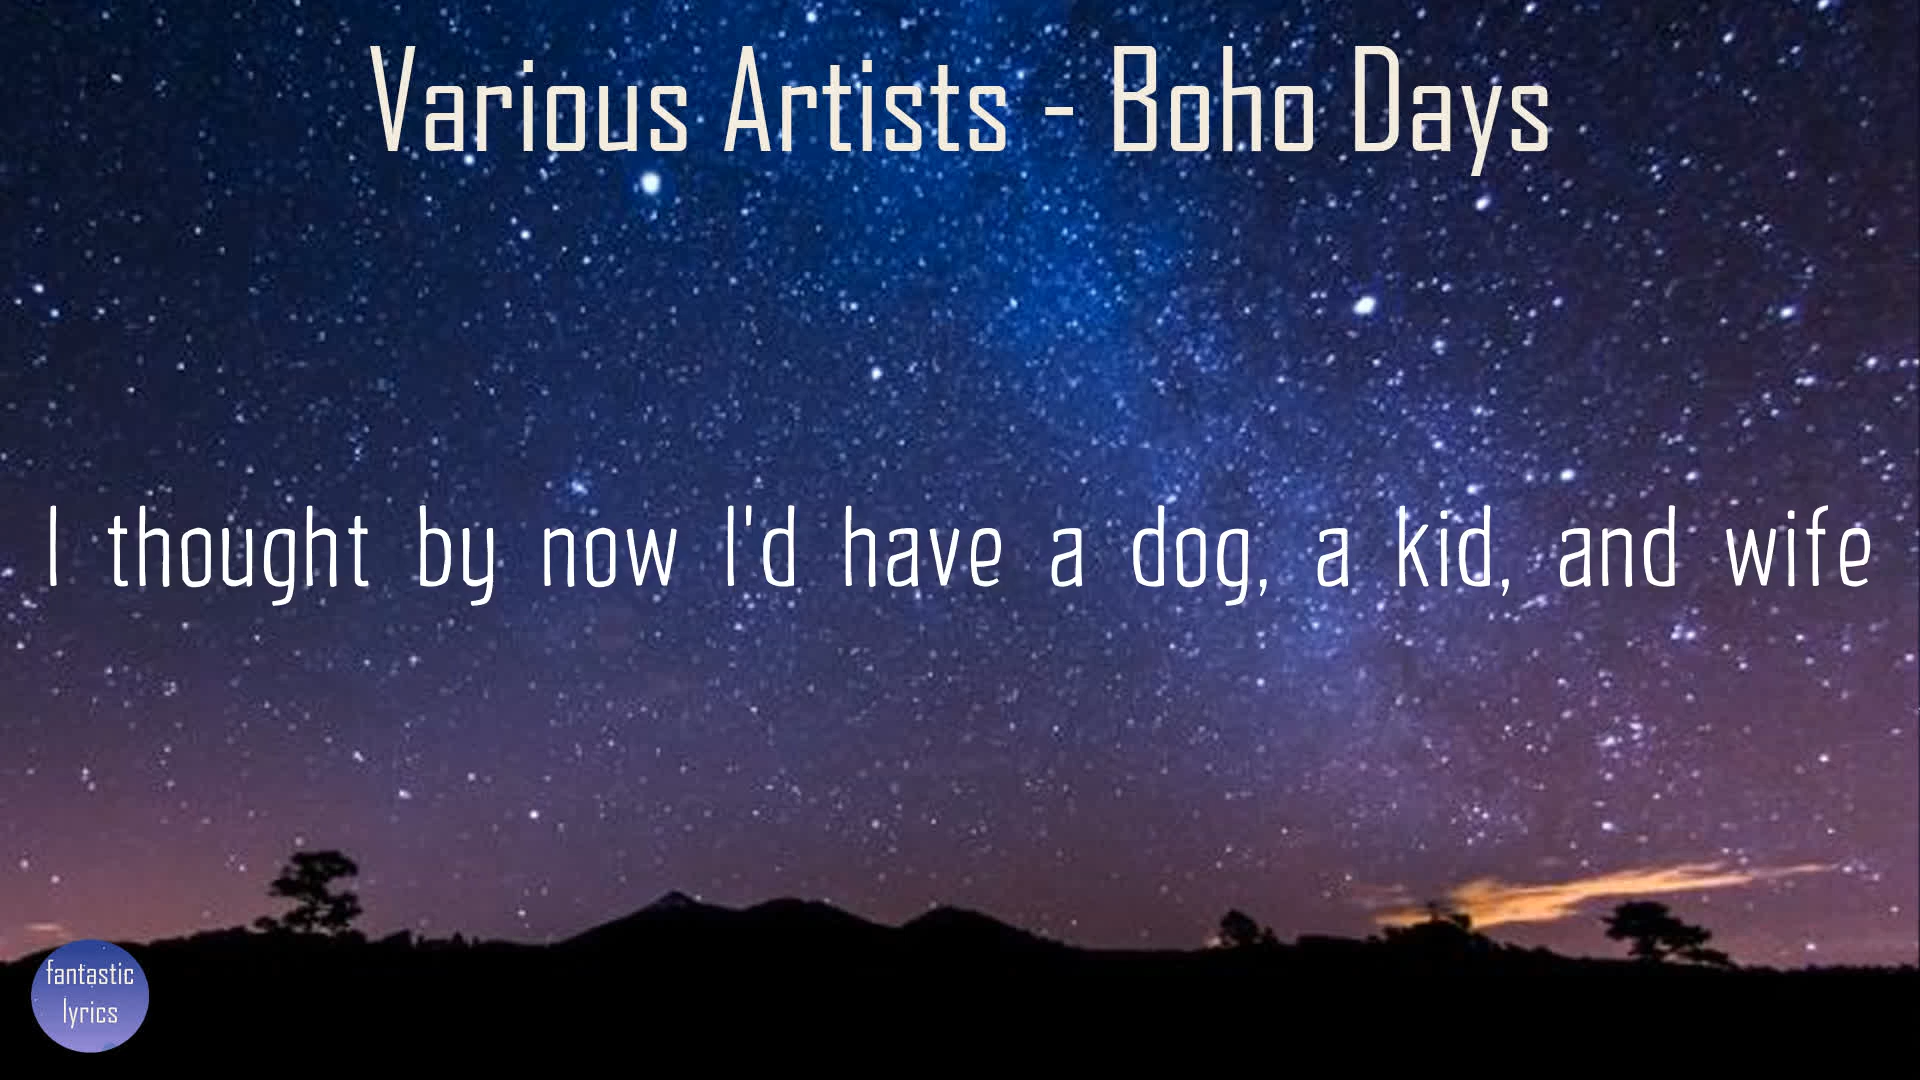 Various Artists - Boho Days
I thought by now I'd have a dog, a kid, and wife
fantastic
lyrics